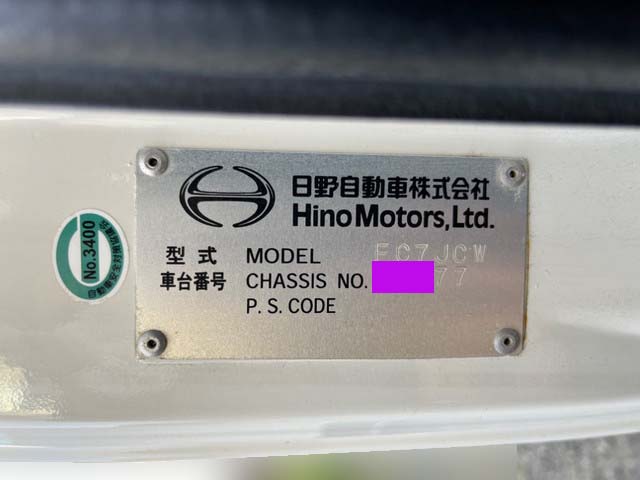 日野自動車株式会社
Hino Motors, Ltd.
型式 MODEL FC7JCW
車台番号 CHASSIS NO. 77
P.S.CODE
No.3400